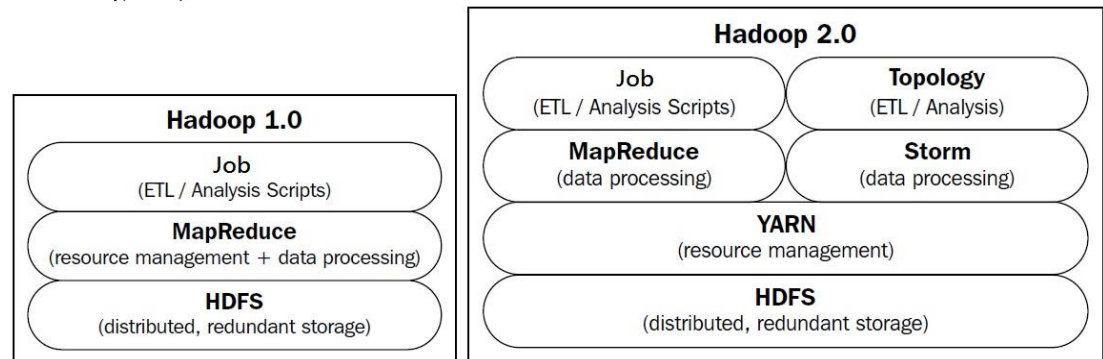 Hadoop 1.0
Job
(ETL / Analysis Scripts)
MapReduce
(resource management + data processing)
HDFS
(distributed, redundant storage)
Hadoop 2.0
Job
(ETL / Analysis Scripts)
Topology
(ETL / Analysis)
MapReduce
(data processing)
Storm
(data processing)
YARN
(resource management)
HDFS
(distributed, redundant storage)